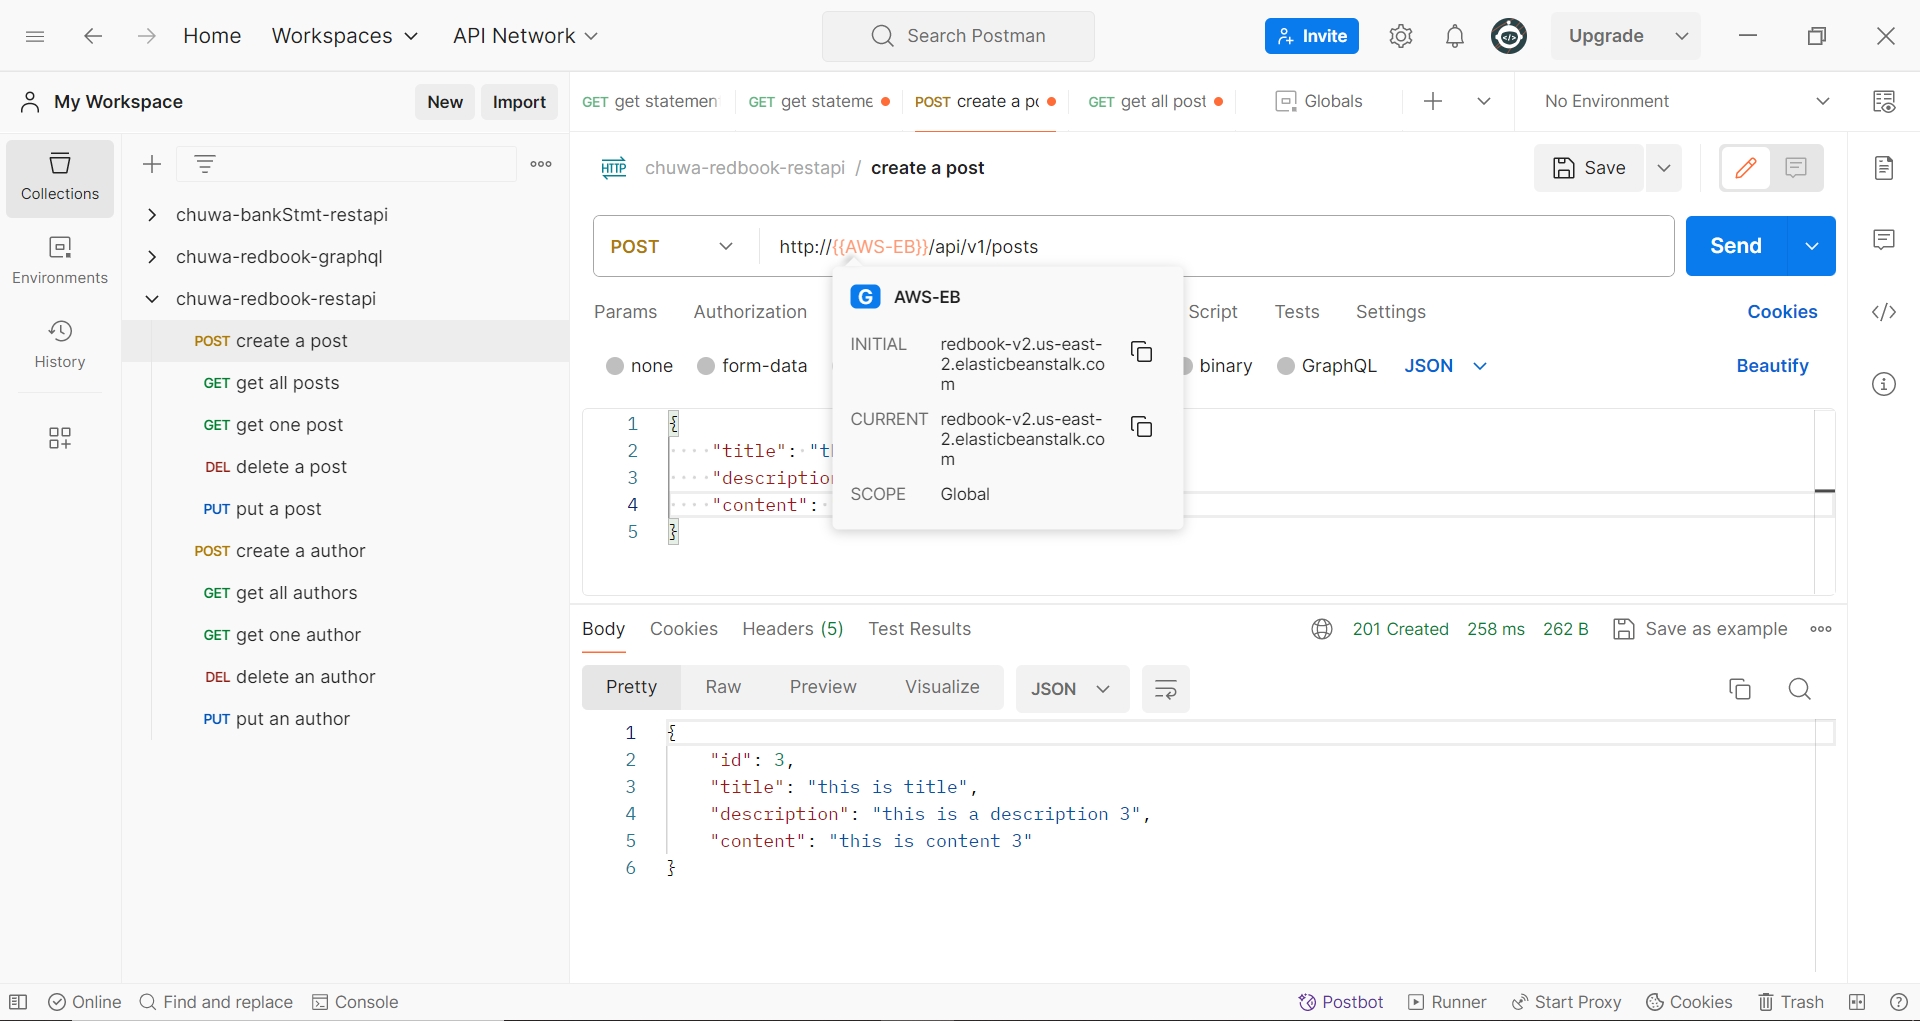 Home Workspaces API Network Search Postman Invite Upgrade
My Workspace New Import GET get statemen GET get stateme POST create a po GET get all post Globals No Environment
Collections
Environments
History
chuwa-bankStmt-restapi
chuwa-redbook-graphql
chuwa-redbook-restapi
POST create a post
GET get all posts
GET get one post
DEL delete a post
PUT put a post
POST create a author
GET get all authors
GET get one author
DEL delete an author
PUT put an author
HTTP chuwa-redbook-restapi / create a post Save
POST http://{{AWS-EB}}/api/v1/posts Send
Params Authorization Script Tests Settings Cookies
none form-data binary GraphQL JSON Beautify
G AWS-EB
INITIAL redbook-v2.us-east-
2.elasticbeanstalk.co
m
CURRENT redbook-v2.us-east-
2.elasticbeanstalk.co
m
SCOPE Global
1 {
2 "title": "t
3 "descriptio
4 "content":
5 }
Body Cookies Headers (5) Test Results 201 Created 258 ms 262 B Save as example
Pretty Raw Preview Visualize JSON
1 {
2 "id": 3,
3 "title": "this is title",
4 "description": "this is a description 3",
5 "content": "this is content 3"
6 }
Online Find and replace Console Postbot Runner Start Proxy Cookies Trash